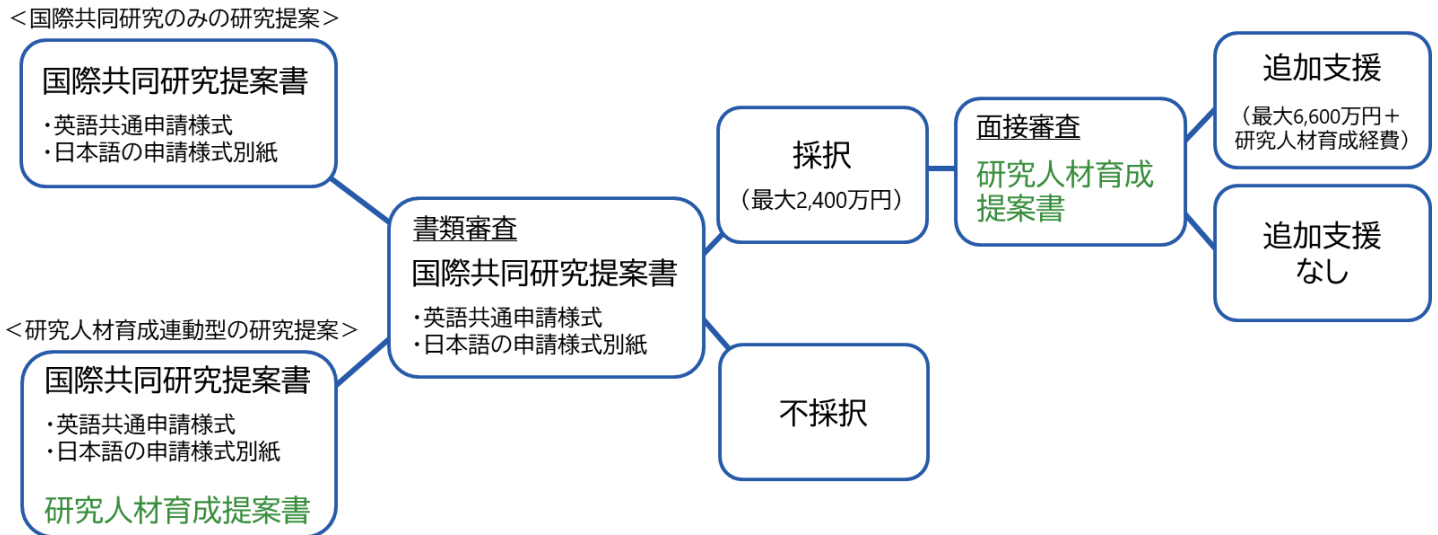 ＜国際共同研究のみの研究提案＞
国際共同研究提案書
・英語共通申請様式
・日本語の申請様式別紙
＜研究人材育成連動型の研究提案＞
国際共同研究提案書
・英語共通申請様式
・日本語の申請様式別紙
研究人材育成提案書
書類審査
国際共同研究提案書
・英語共通申請様式
・日本語の申請様式別紙
採択
（最大2,400万円）
不採択
面接審査
研究人材育成
提案書
追加支援
（最大6,600万円＋
研究人材育成経費）
追加支援
なし